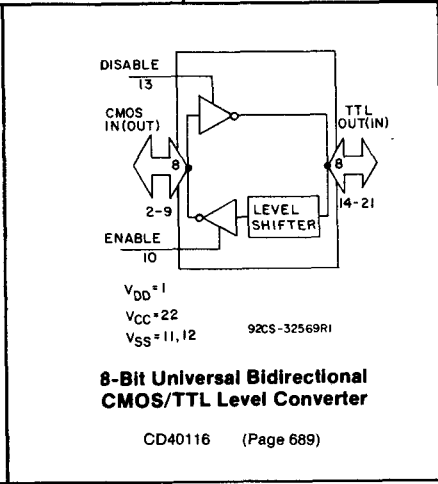 DISABLE
13
CMOS
IN(OUT)
TTL
OUT(IN)
8
8
2-9
14-21
LEVEL
SHIFTER
ENABLE
10
VDD=1
VCC=22
VSS=11,12
92CS-32569R1
8-Bit Universal Bidirectional
CMOS/TTL Level Converter
CD40116 (Page 689)